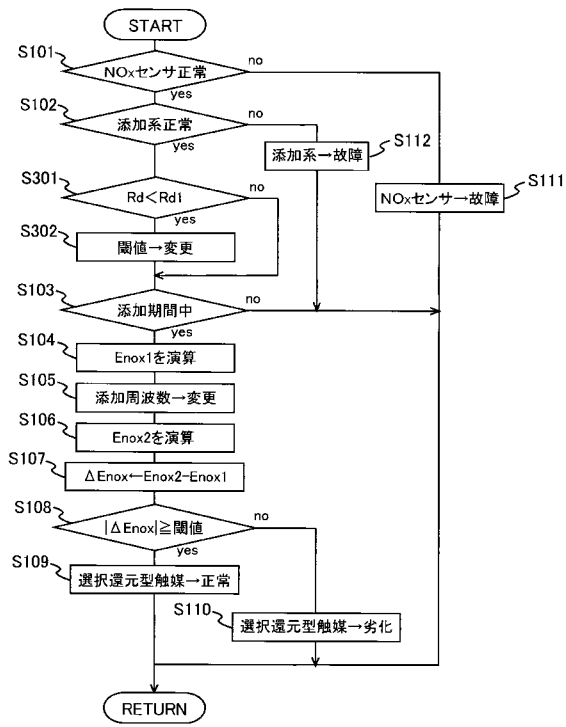 START
S101
NOxセンサ正常
no
yes
S102
添加系正常
no
yes
添加系→故障
S112
S301
Rd<Rd1
no
yes
NOxセンサ→故障
S111
S302
閾値→変更
S103
添加期間中
no
yes
S104
Enox1を演算
S105
添加周波数→変更
S106
Enox2を演算
S107
ΔEnox←Enox2−Enox1
S108
|ΔEnox|≧閾値
no
yes
S109
選択還元型触媒→正常
S110
選択還元型触媒→劣化
RETURN